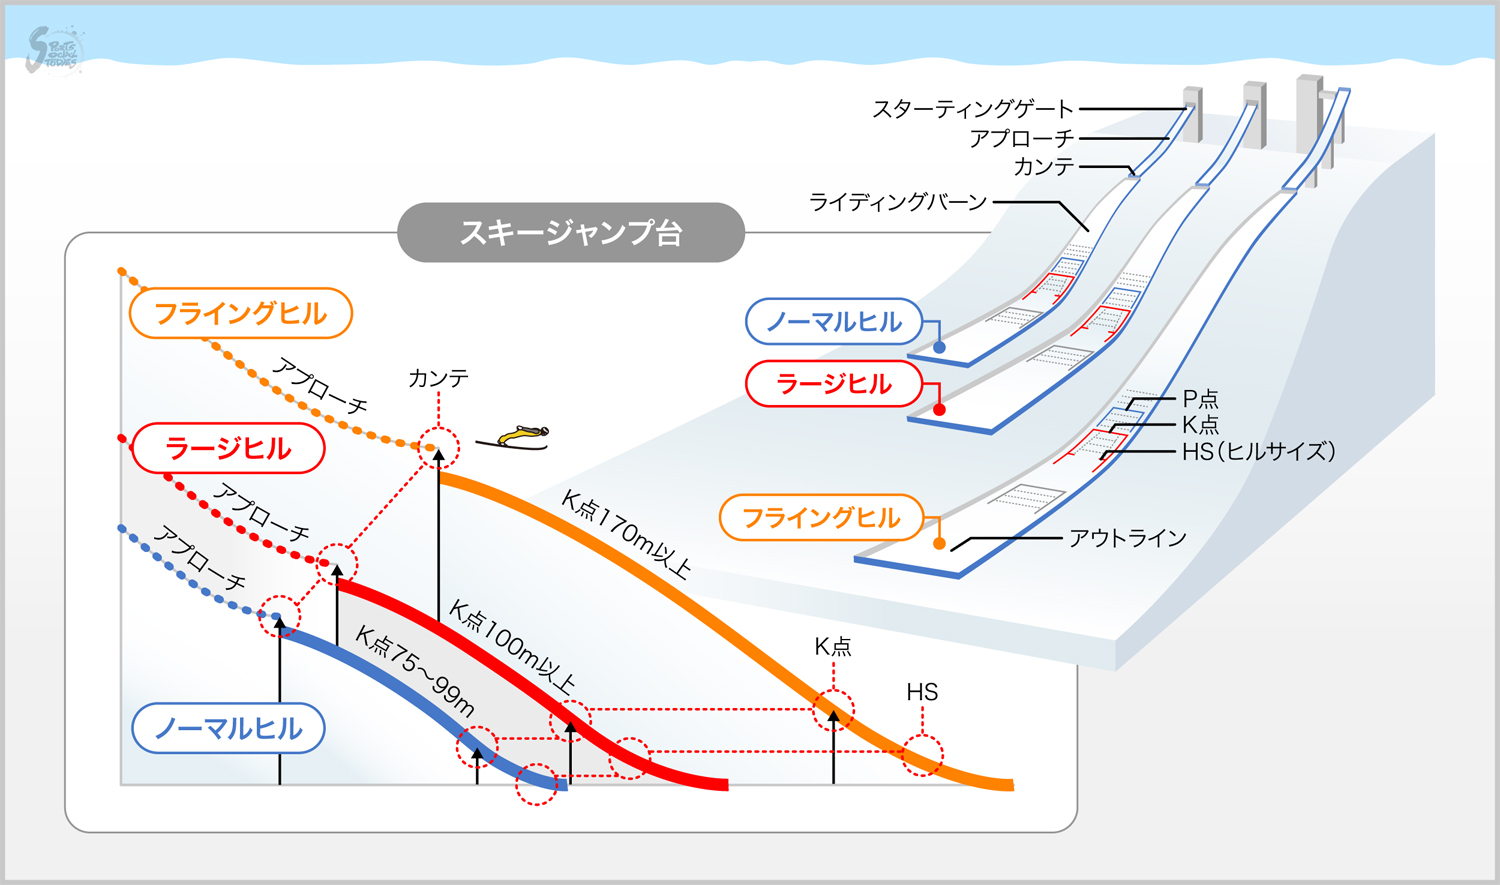 SPORTS
SOCIAL
TODAY'S
スターティングゲート
アプローチ
カンテ
ライディングバーン
スキージャンプ台
フライングヒル
アプローチ
カンテ
ラージヒル
アプローチ
アプローチ
ノーマルヒル
K点170m以上
K点100m以上
K点75〜99m
K点
HS
ノーマルヒル
ラージヒル
フライングヒル
P点
K点
HS(ヒルサイズ)
アウトライン